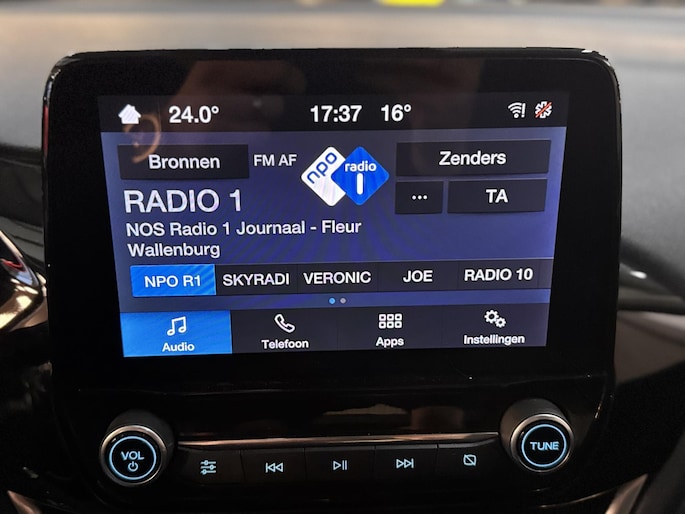 24.0° 17:37 16°
Bronnen FM AF npo radio 1 Zenders
RADIO 1 ... TA
NOS Radio 1 Journaal - Fleur
Wallenburg
NPO R1 SKYRADI VERONIC JOE RADIO 10
Audio Telefoon Apps Instellingen
VOL TUNE